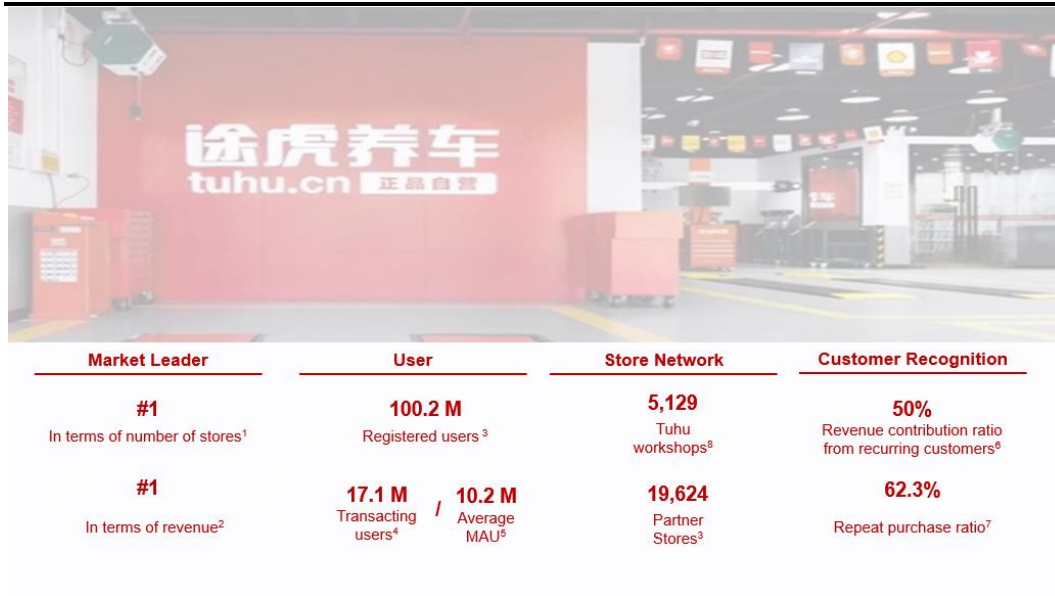 途虎养车
tuhu.cn 正品自营
Market Leader
#1
In terms of number of stores¹
#1
In terms of revenue²
User
100.2 M
Registered users ³
17.1 M / 10.2 M
Transacting users⁴
Average MAU⁵
Store Network
5,129
Tuhu
workshops⁸
19,624
Partner
Stores³
Customer Recognition
50%
Revenue contribution ratio
from recurring customers⁶
62.3%
Repeat purchase ratio⁷